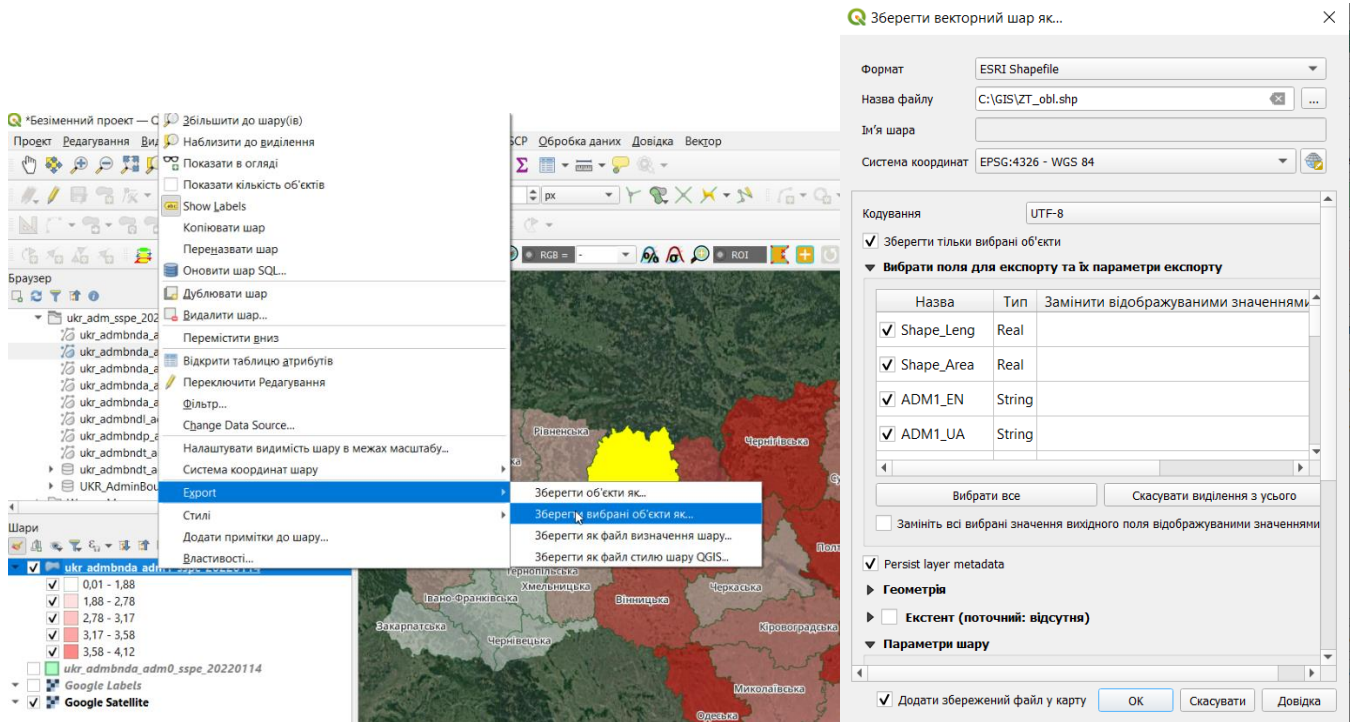 *Безіменний проект — Q
Проект Редагування Ви
SCP Обробка даних Довідка Вектор
px
RGB =
-
ROI
Браузер
ukr_adm_sspe_202
ukr_admbnda_a
ukr_admbnda_a
ukr_admbnda_a
ukr_admbnda_a
ukr_admbnda_a
ukr_admbndl_a
ukr_admbndp_a
ukr_admbndt_a
ukr_admbndt_a
UKR_AdminBou
Збільшити до шару(ів)
Наблизити до виділення
Показати в огляді
Показати кількість об'єктів
Show Labels
Копіювати шар
Переназвати шар
Оновити шар SQL...
Дублювати шар
Видалити шар...
Перемістити вниз
Відкрити таблицю атрибутів
Переключити Редагування
Фільтр...
Change Data Source...
Налаштувати видимість шару в межах масштабу...
Система координат шару
Export
Стилі
Додати примітки до шару...
Властивості...
Зберегти об'єкти як...
Зберегти вибрані об'єкти як...
Зберегти як файл визначення шару...
Зберегти як файл стилю шару QGIS...
Шари
ukr_admbnda_adm1_sspe_20220114
0,01 - 1,88
1,88 - 2,78
2,78 - 3,17
3,17 - 3,58
3,58 - 4,12
ukr_admbnda_adm0_sspe_20220114
Google Labels
Google Satellite
Рівненська
Чернігівська
Полт
Тернопільська
Хмельницька
Черкаська
Івано-Франківська
Вінницька
Закарпатська
Кіровоградська
Чернівецька
Миколаївська
Одеська
Зберегти векторний шар як...
Формат ESRI Shapefile
Назва файлу C:\GIS\ZT_obl.shp ...
Ім'я шара
Система координат EPSG:4326 - WGS 84
Кодування UTF-8
Зберегти тільки вибрані об'єкти
Вибрати поля для експорту та їх параметри експорту
Назва Тип Замінити відображуваними значеннями
Shape_Leng Real
Shape_Area Real
ADM1_EN String
ADM1_UA String
Вибрати все Скасувати виділення з усього
Замініть всі вибрані значення вихідного поля відображуваними значеннями
Persist layer metadata
Геометрія
Екстент (поточний: відсутня)
Параметри шару
Додати збережений файл у карту OK Скасувати Довідка